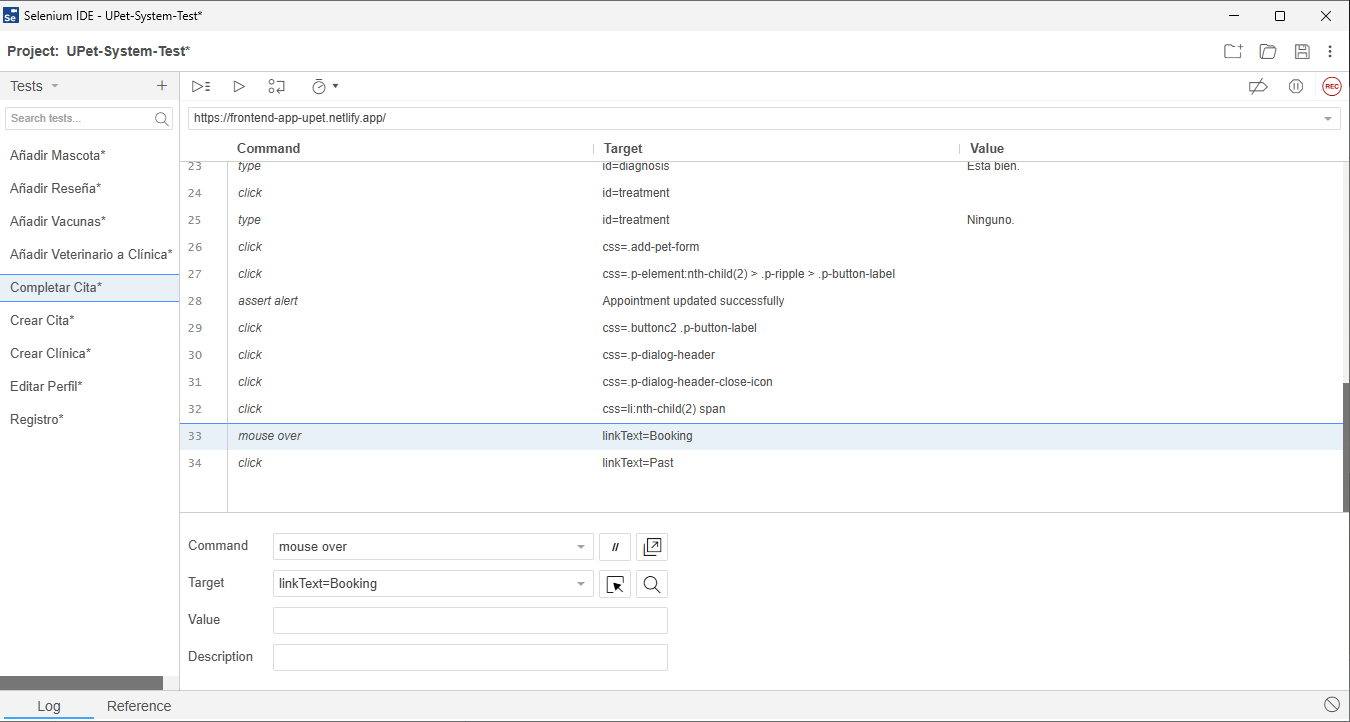 Selenium IDE - UPet-System-Test*
Project: UPet-System-Test*
Tests
REC
Search tests...
https://frontend-app-upet.netlify.app/
Añadir Mascota*
Añadir Reseña*
Añadir Vacunas*
Añadir Veterinario a Clínica*
Completar Cita*
Crear Cita*
Crear Clínica*
Editar Perfil*
Registro*
Command Target Value
23 type id=diagnosis Esta bien.
24 click id=treatment
25 type id=treatment Ninguno.
26 click css=.add-pet-form
27 click css=.p-element:nth-child(2) > .p-ripple > .p-button-label
28 assert alert Appointment updated successfully
29 click css=.buttonc2 .p-button-label
30 click css=.p-dialog-header
31 click css=.p-dialog-header-close-icon
32 click css=li:nth-child(2) span
33 mouse over linkText=Booking
34 click linkText=Past
Command mouse over //
Target linkText=Booking
Value
Description
Log Reference